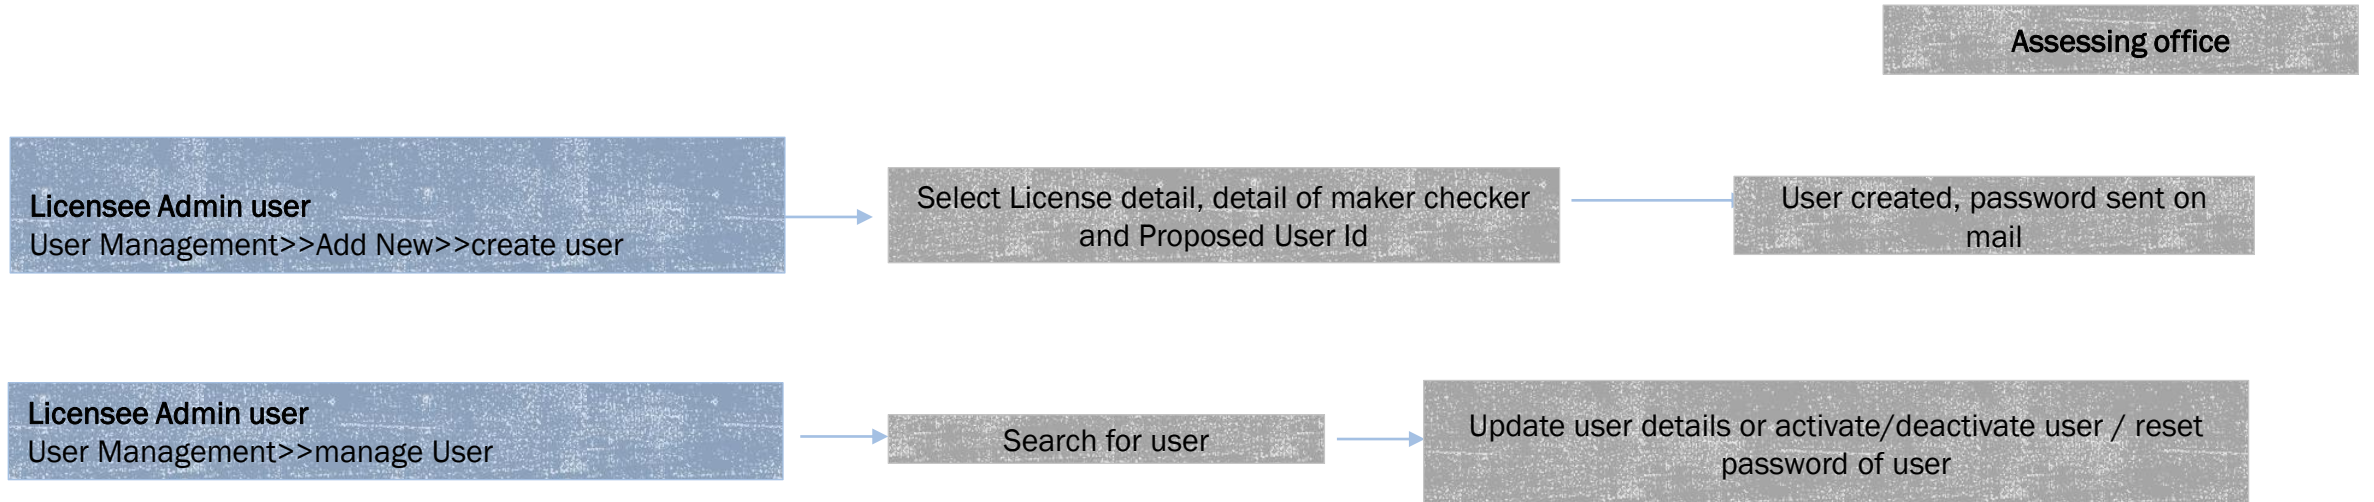 Assessing office
Licensee Admin user
User Management>>Add New>>create user
Select License detail, detail of maker checker
and Proposed User Id
User created, password sent on
mail
Licensee Admin user
User Management>>manage User
Search for user
Update user details or activate/deactivate user / reset
password of user